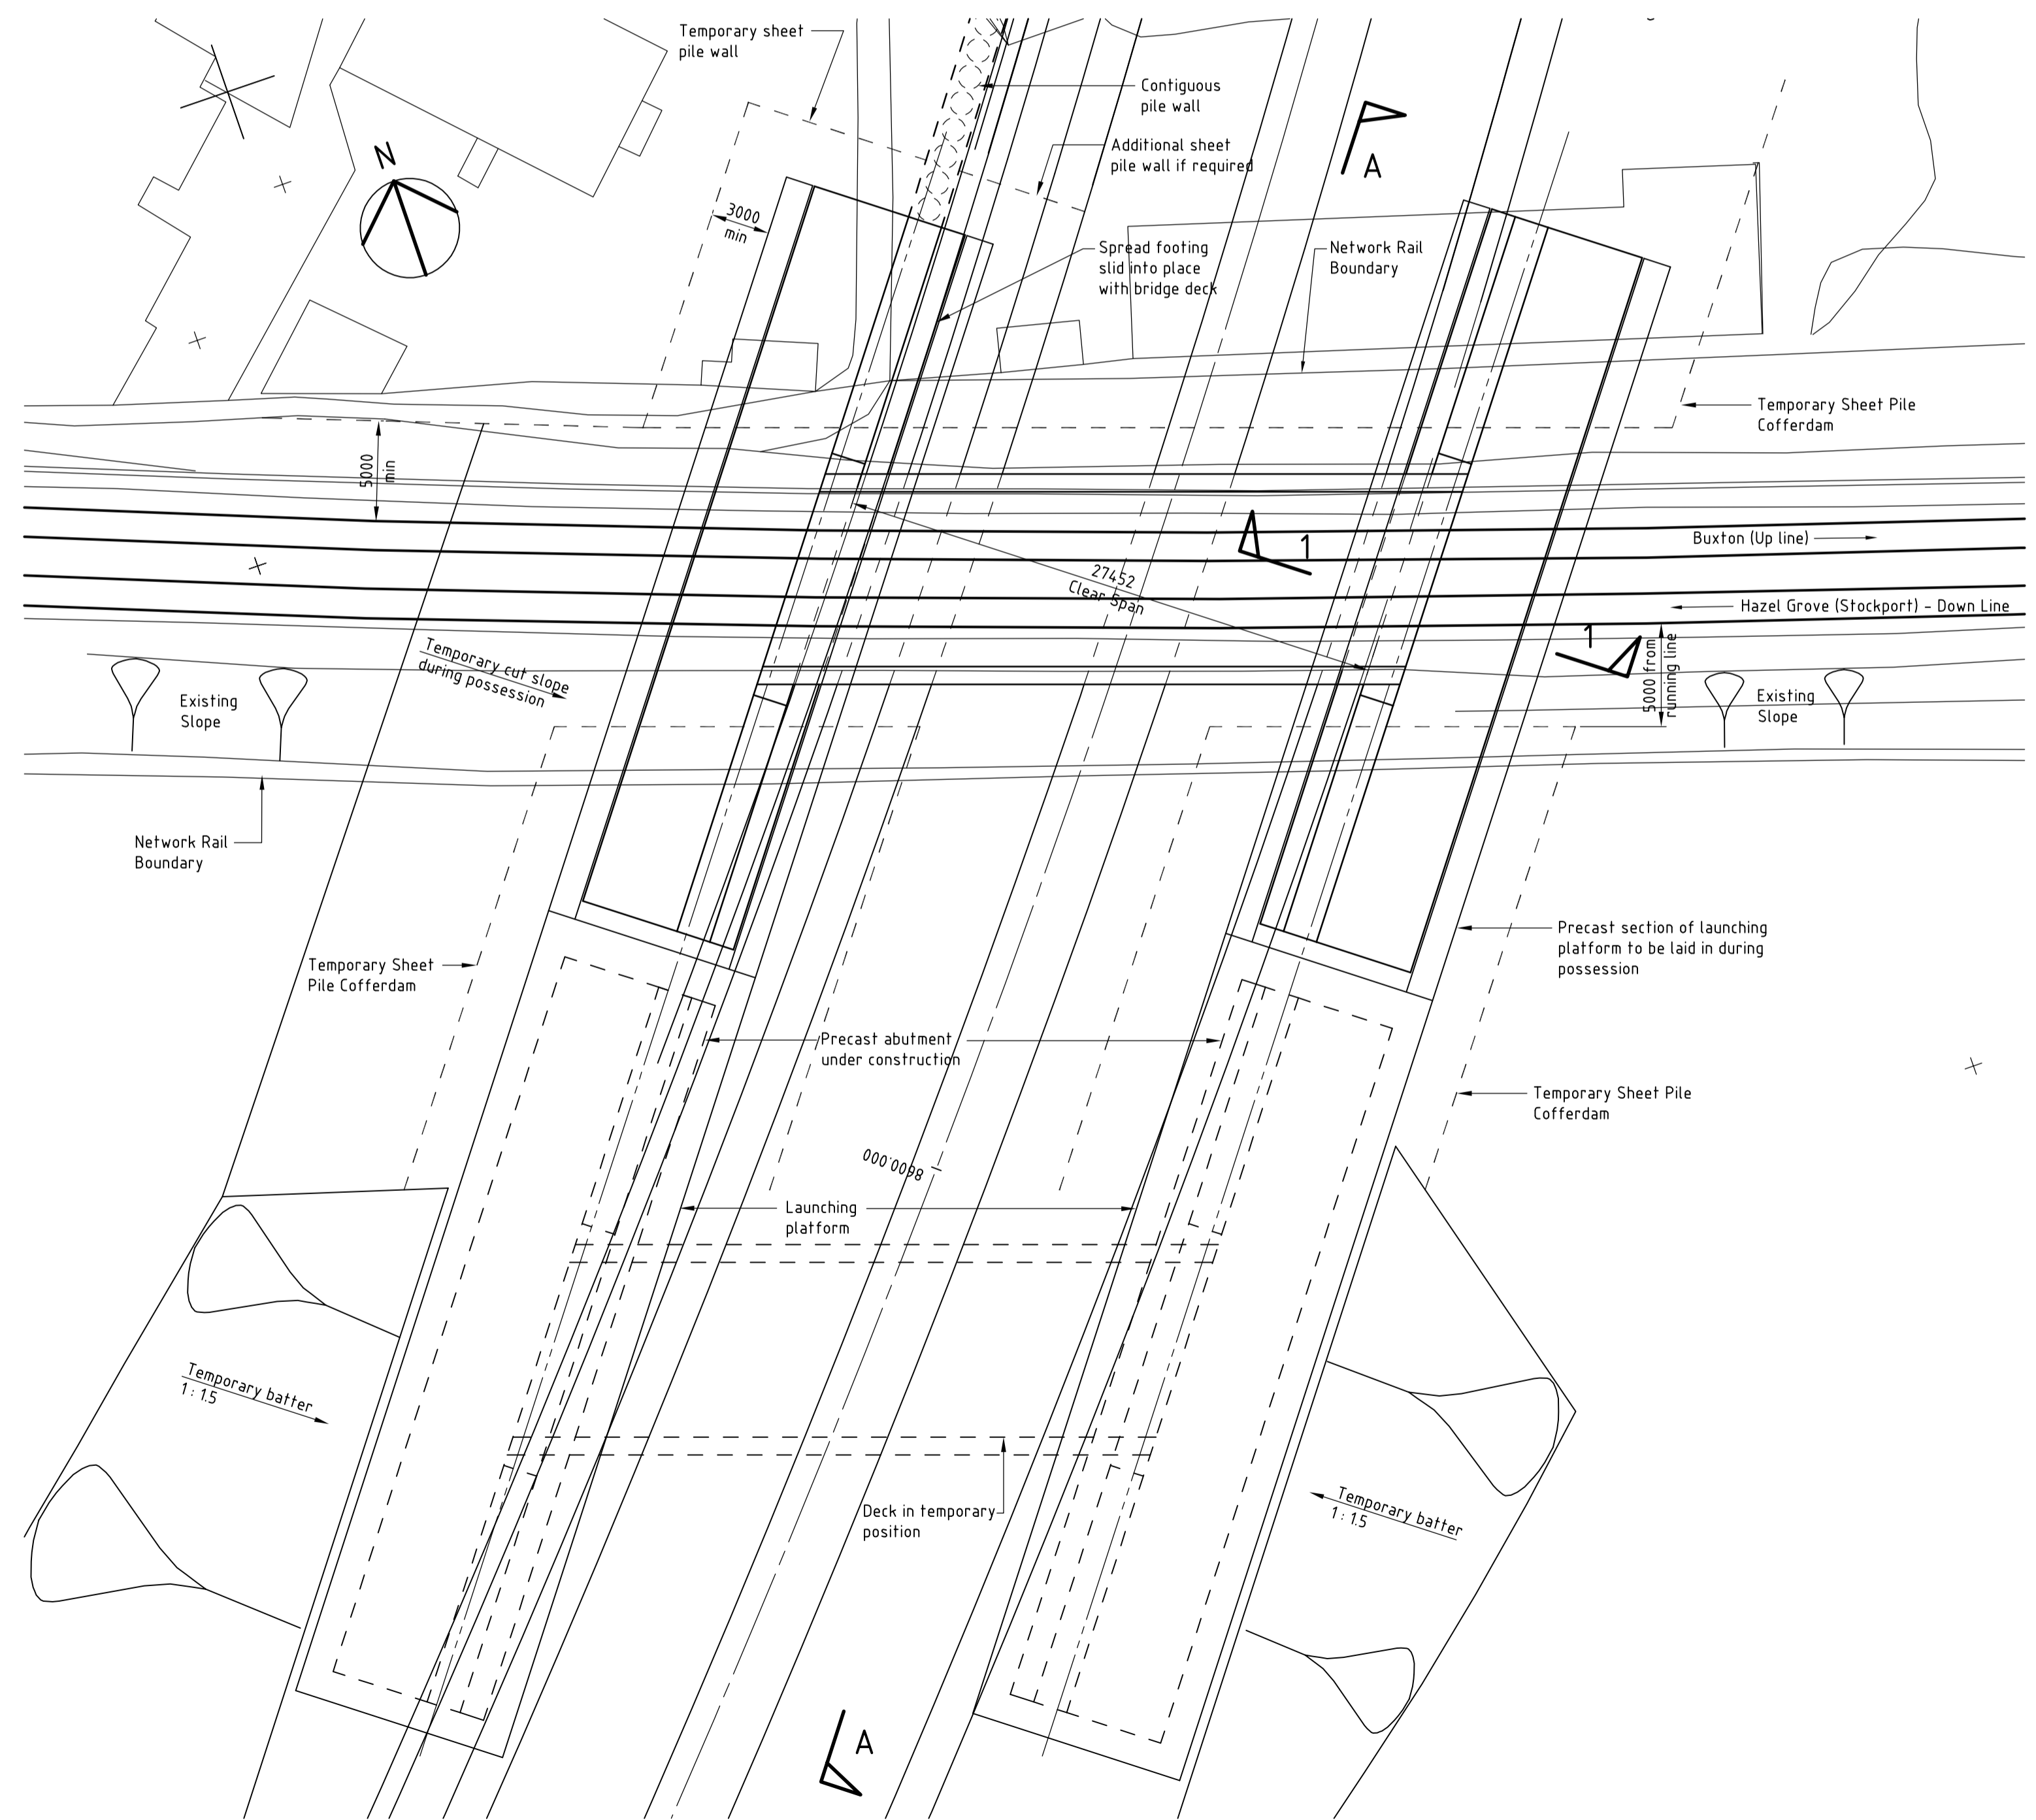 Temporary sheet
pile wall
Contiguous
pile wall
Additional sheet
pile wall if required
A
N
3000
min
Spread footing
slid into place
with bridge deck
Network Rail
Boundary
Temporary Sheet Pile
Cofferdam
5000
min
Buxton (Up line)
1
27452
Clear Span
Hazel Grove (Stockport) - Down Line
1
5000 from
running line
Temporary cut slope
during possession
Existing
Slope
Existing
Slope
Network Rail
Boundary
Temporary Sheet
Pile Cofferdam
Precast section of launching
platform to be laid in during
possession
Precast abutment
under construction
Temporary Sheet Pile
Cofferdam
8600.000
Launching
platform
Temporary batter
1 : 1.5
Deck in temporary
position
Temporary batter
1 : 1.5
A